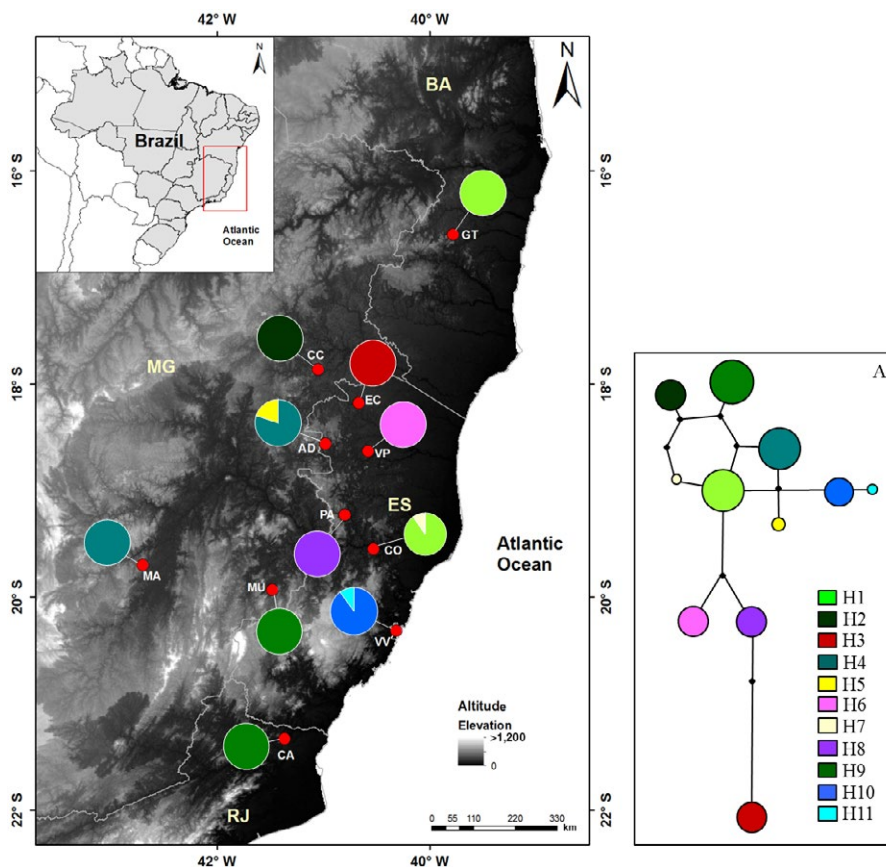 42° W
40° W
N
N
BA
Brazil
Atlantic
Ocean
16° S
16° S
GT
CC
MG
EC
18° S
18° S
AD
VP
PA
ES
CO
Atlantic
Ocean
MA
MU
20° S
20° S
VV
Altitude
Elevation
>1,200
0
CA
RJ
22° S
22° S
0 55 110 220 330
km
42° W
40° W
A
H1
H2
H3
H4
H5
H6
H7
H8
H9
H10
H11